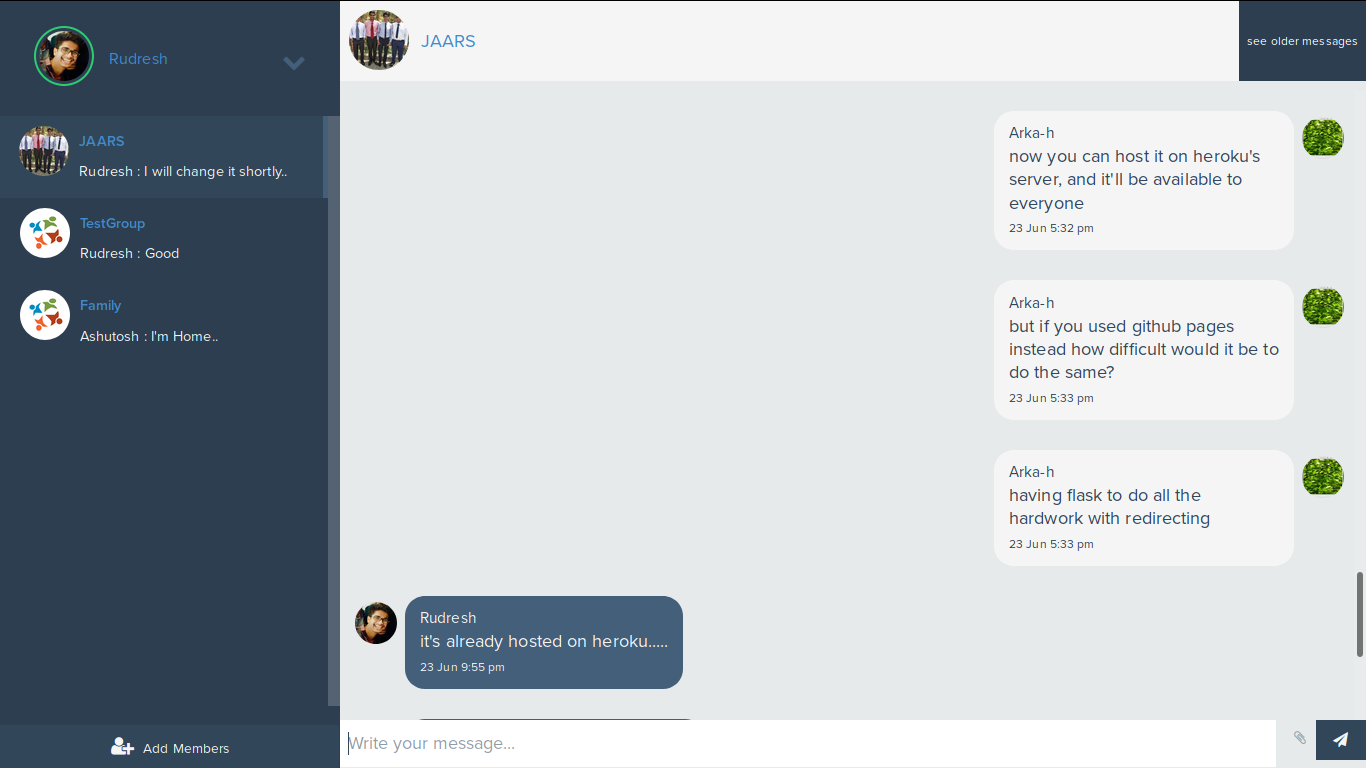 Rudresh
JAARS
Rudresh : I will change it shortly..
TestGroup
Rudresh : Good
Family
Ashutosh : I'm Home..
Add Members
JAARS
see older messages
Arka-h
now you can host it on heroku's
server, and it'll be available to
everyone
23 Jun 5:32 pm
Arka-h
but if you used github pages
instead how difficult would it be to
do the same?
23 Jun 5:33 pm
Arka-h
having flask to do all the
hardwork with redirecting
23 Jun 5:33 pm
Rudresh
it's already hosted on heroku.....
23 Jun 9:55 pm
Write your message...